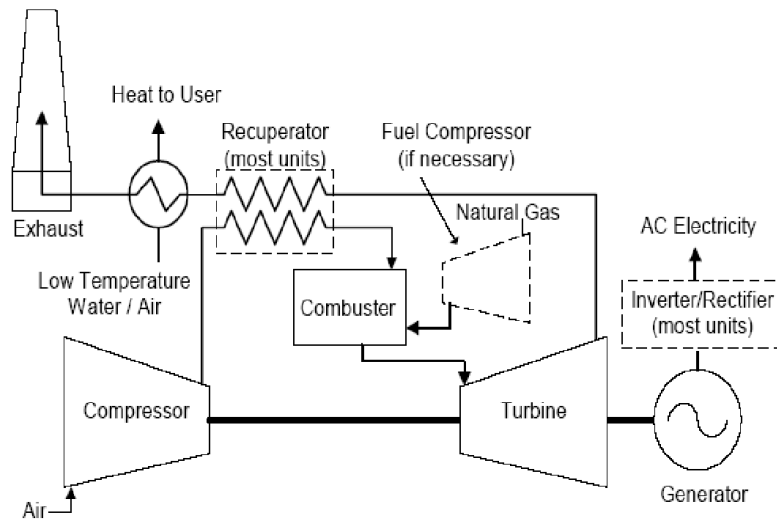 Heat to User
Recuperator
(most units)
Fuel Compressor
(if necessary)
Natural Gas
Exhaust
AC Electricity
Low Temperature
Water / Air
Combuster
Inverter/Rectifier
(most units)
Compressor
Turbine
Generator
Air